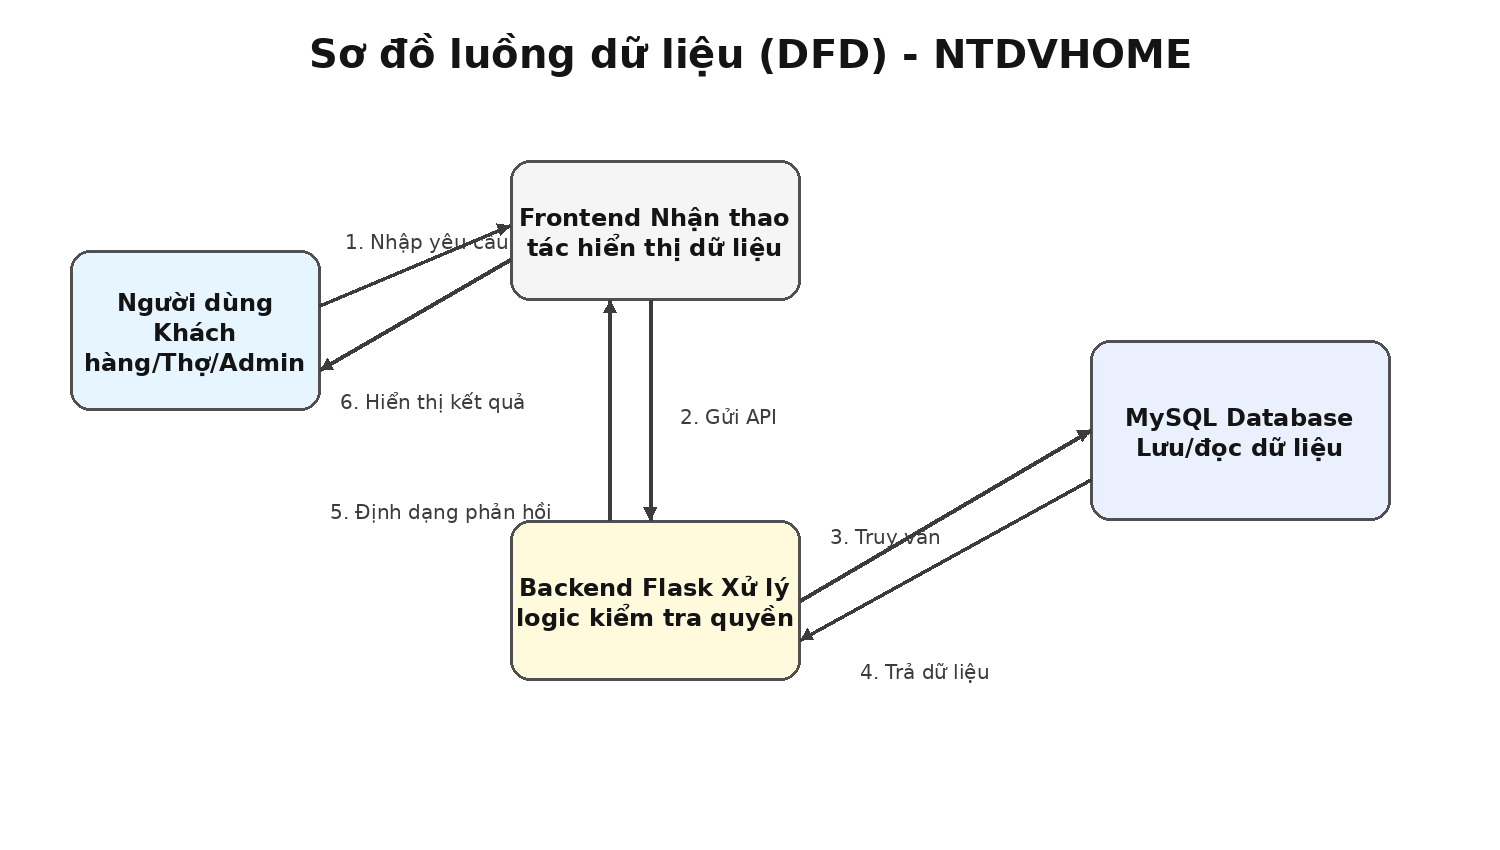 Sơ đồ luồng dữ liệu (DFD) - NTDVHOME
Frontend Nhận thao
tác hiển thị dữ liệu
1. Nhập yêu cầu
Người dùng
Khách
hàng/Thợ/Admin
6. Hiển thị kết quả
2. Gửi API
MySQL Database
Lưu/đọc dữ liệu
5. Định dạng phản hồi
3. Truy vấn
Backend Flask Xử lý
logic kiểm tra quyền
4. Trả dữ liệu